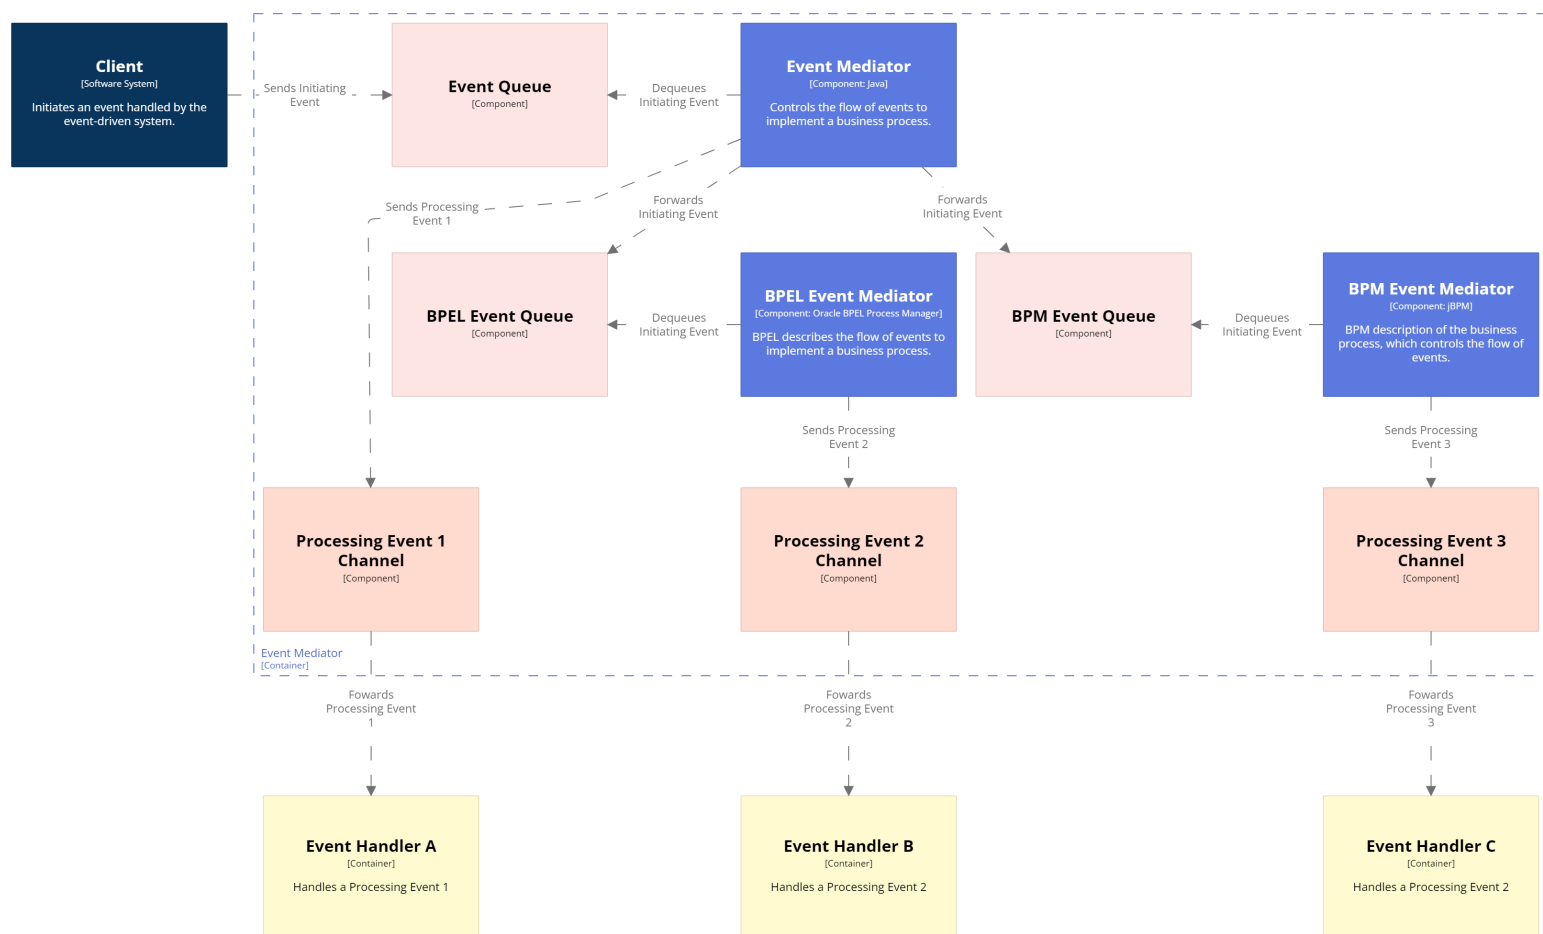 Client
[Software System]
Initiates an event handled by the
event-driven system.
Sends Initiating
Event
Event Queue
[Component]
Dequeues
Initiating Event
Event Mediator
[Component: Java]
Controls the flow of events to
implement a business process.
Sends Processing
Event 1
Forwards
Initiating Event
Forwards
Initiating Event
BPEL Event Queue
[Component]
Dequeues
Initiating Event
BPEL Event Mediator
[Component: Oracle BPEL Process Manager]
BPEL describes the flow of events to
implement a business process.
BPM Event Queue
[Component]
Dequeues
Initiating Event
BPM Event Mediator
[Component: jBPM]
BPM description of the business
process, which controls the flow of
events.
Sends Processing
Event 2
Sends Processing
Event 3
Processing Event 1
Channel
[Component]
Processing Event 2
Channel
[Component]
Processing Event 3
Channel
[Component]
Event Mediator
[Container]
Fowards
Processing Event
1
Fowards
Processing Event
2
Fowards
Processing Event
3
Event Handler A
[Container]
Handles a Processing Event 1
Event Handler B
[Container]
Handles a Processing Event 2
Event Handler C
[Container]
Handles a Processing Event 2